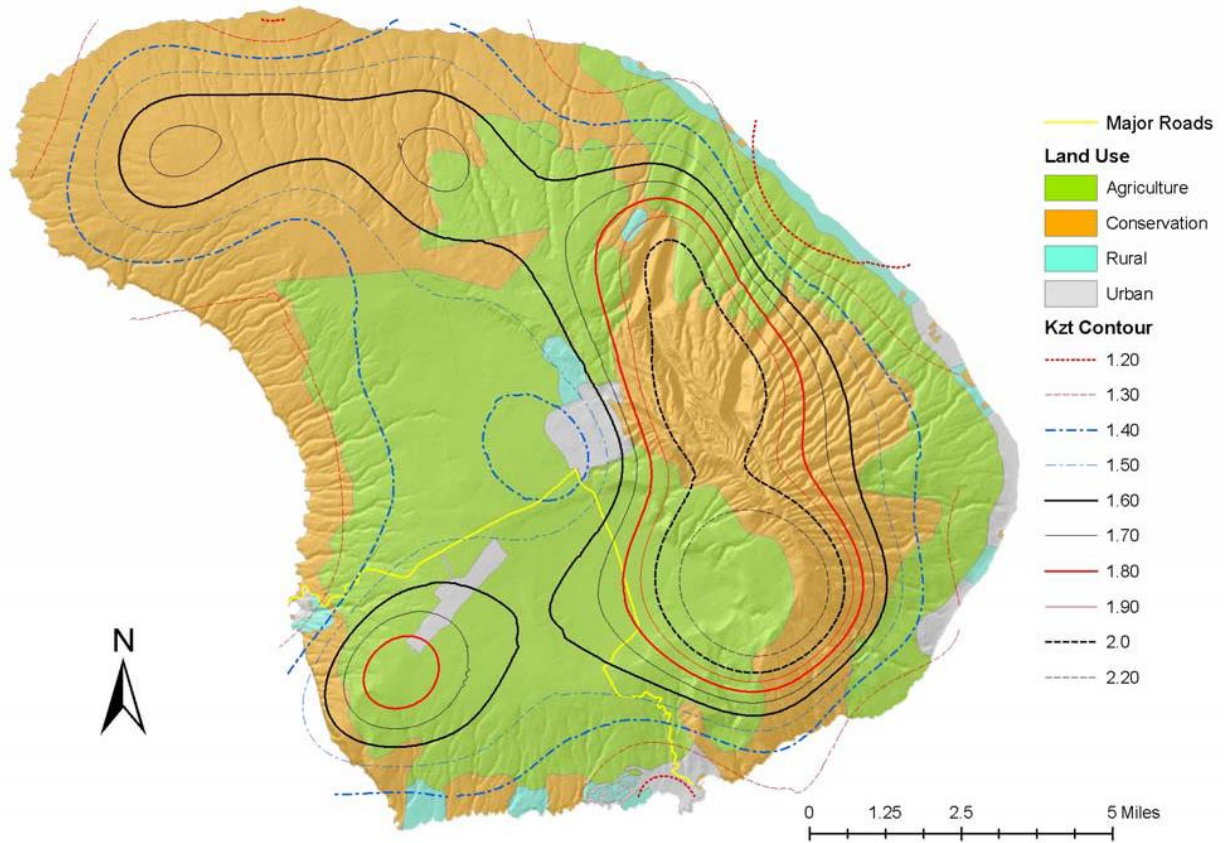 Major Roads
Land Use
Agriculture
Conservation
Rural
Urban
Kzt Contour
1.20
1.30
1.40
1.50
1.60
1.70
1.80
1.90
2.0
2.20
N
0 1.25 2.5 5 Miles